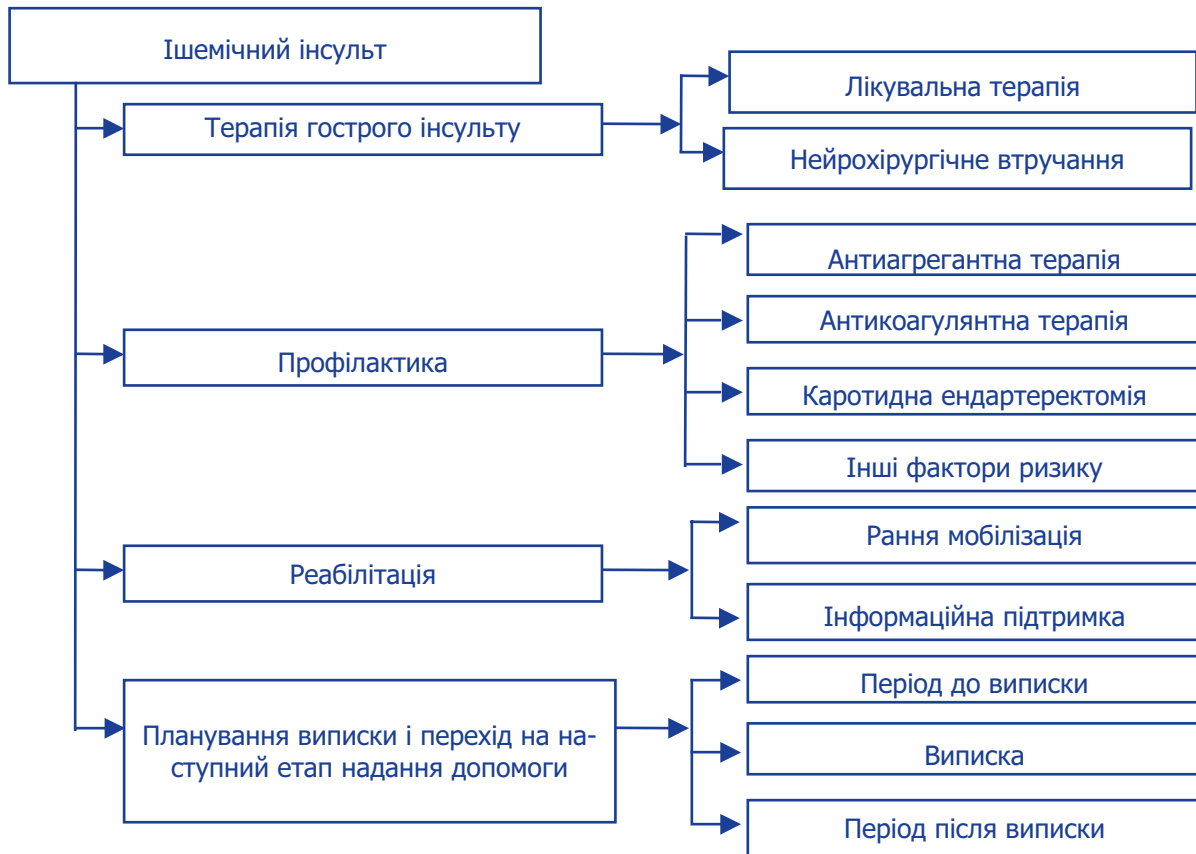 Ішемічний інсульт
Терапія гострого інсульту
Лікувальна терапія
Нейрохірургічне втручання
Профілактика
Антиагрегантна терапія
Антикоагулянтна терапія
Каротидна ендартеректомія
Інші фактори ризику
Реабілітація
Рання мобілізація
Інформаційна підтримка
Планування виписки і перехід на на-
ступний етап надання допомоги
Період до виписки
Виписка
Період після виписки